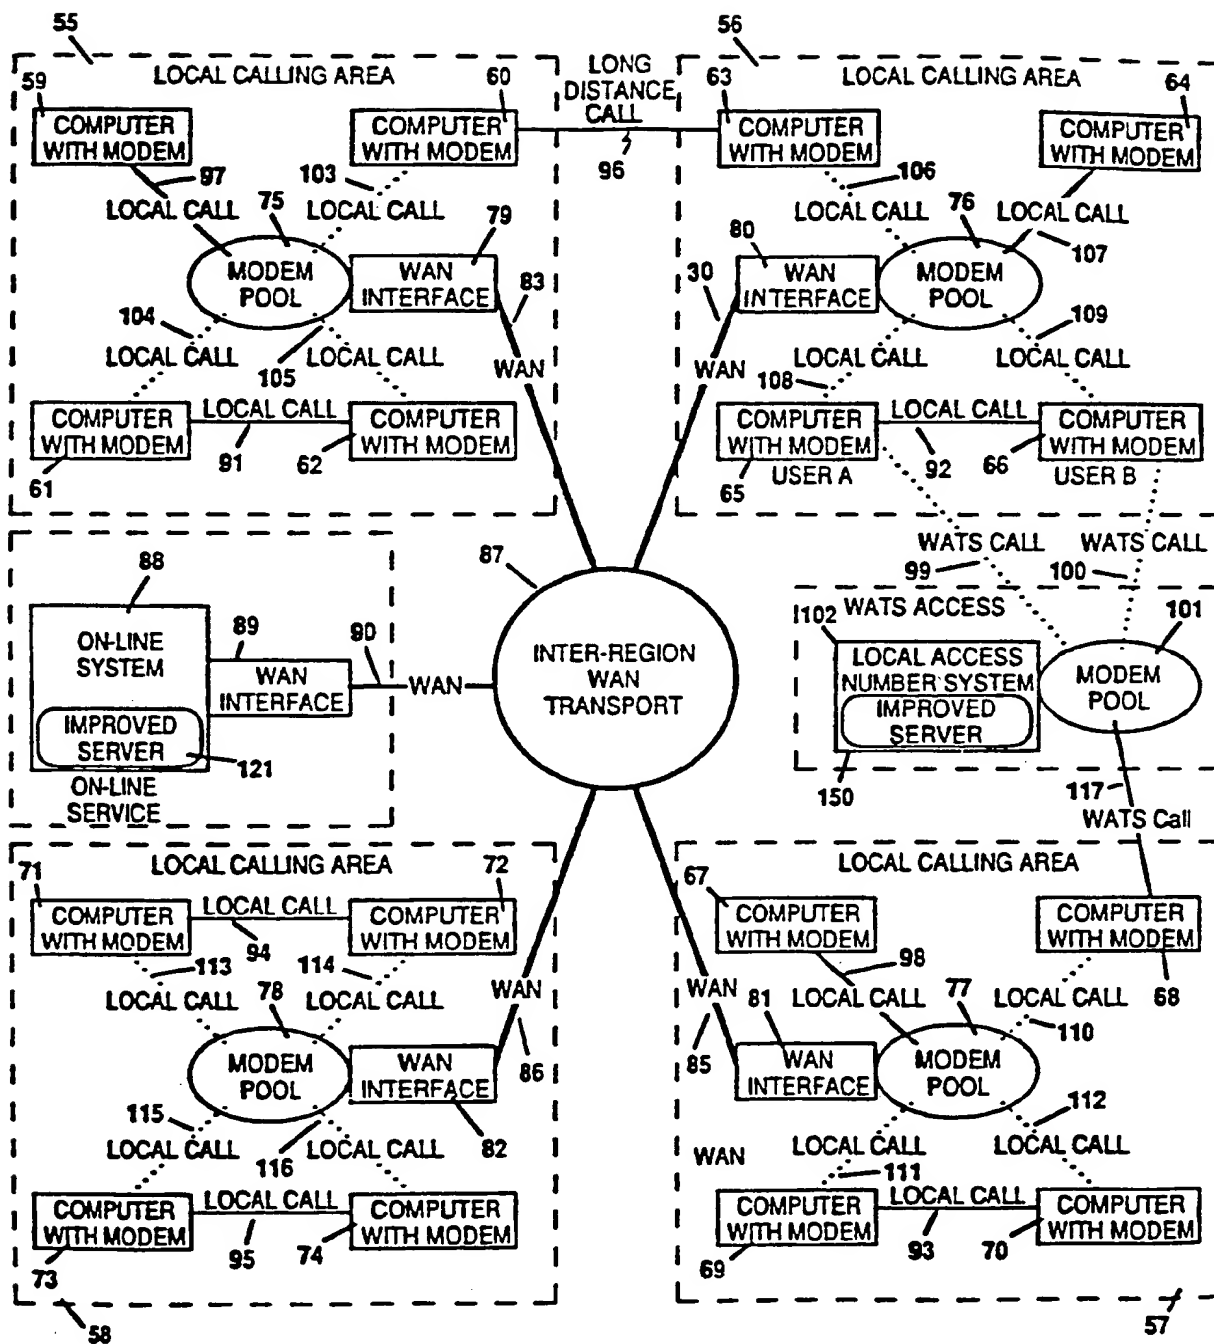 55
56
LOCAL CALLING AREA
59
60
COMPUTER
WITH MODEM
COMPUTER
WITH MODEM
97
103
LOCAL CALL
75
LOCAL CALL
79
MODEM
POOL
WAN
INTERFACE
83
WAN
104
LOCAL CALL
105
LOCAL CALL
COMPUTER
WITH MODEM
LOCAL CALL
91
COMPUTER
WITH MODEM
61
62
LONG
DISTANCE
CALL
96
LOCAL CALLING AREA
63
64
COMPUTER
WITH MODEM
COMPUTER
WITH MODEM
106
LOCAL CALL
76
LOCAL CALL
107
80
30
WAN
INTERFACE
MODEM
POOL
WAN
109
LOCAL CALL
108
LOCAL CALL
COMPUTER
WITH MODEM
LOCAL CALL
92
COMPUTER
WITH MODEM
65
USER A
66
USER B
WATS CALL
99
WATS CALL
100
88
ON-LINE
SYSTEM
89
WAN
INTERFACE
90
WAN
IMPROVED
SERVER
121
ON-LINE
SERVICE
87
INTER-REGION
WAN
TRANSPORT
WATS ACCESS
102
101
LOCAL ACCESS
NUMBER SYSTEM
IMPROVED
SERVER
MODEM
POOL
150
117
WATS Call
LOCAL CALLING AREA
71
72
COMPUTER
WITH MODEM
LOCAL CALL
94
COMPUTER
WITH MODEM
113
114
LOCAL CALL
78
LOCAL CALL
MODEM
POOL
WAN
INTERFACE
WAN
86
82
115
LOCAL CALL
116
LOCAL CALL
COMPUTER
WITH MODEM
LOCAL CALL
95
COMPUTER
WITH MODEM
73
74
58
LOCAL CALLING AREA
67
COMPUTER
WITH MODEM
COMPUTER
WITH MODEM
68
98
LOCAL CALL
77
LOCAL CALL
110
WAN
85
81
WAN
INTERFACE
MODEM
POOL
112
LOCAL CALL
LOCAL CALL
111
WAN
COMPUTER
WITH MODEM
LOCAL CALL
93
COMPUTER
WITH MODEM
69
70
57